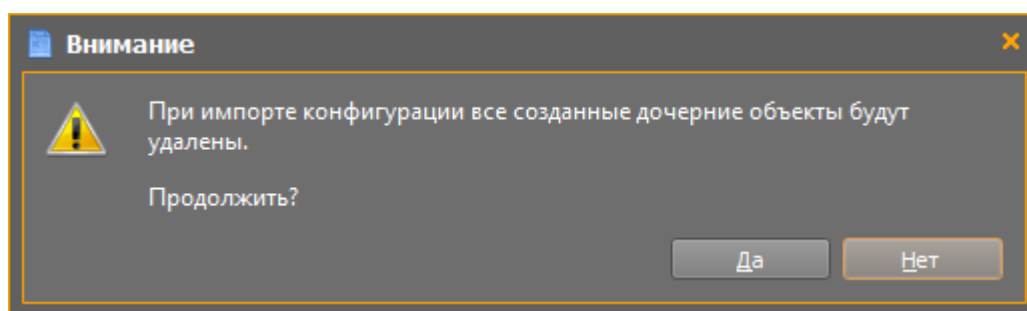 Внимание
При импорте конфигурации все созданные дочерние объекты будут
удалены.
Продолжить?
Да Нет